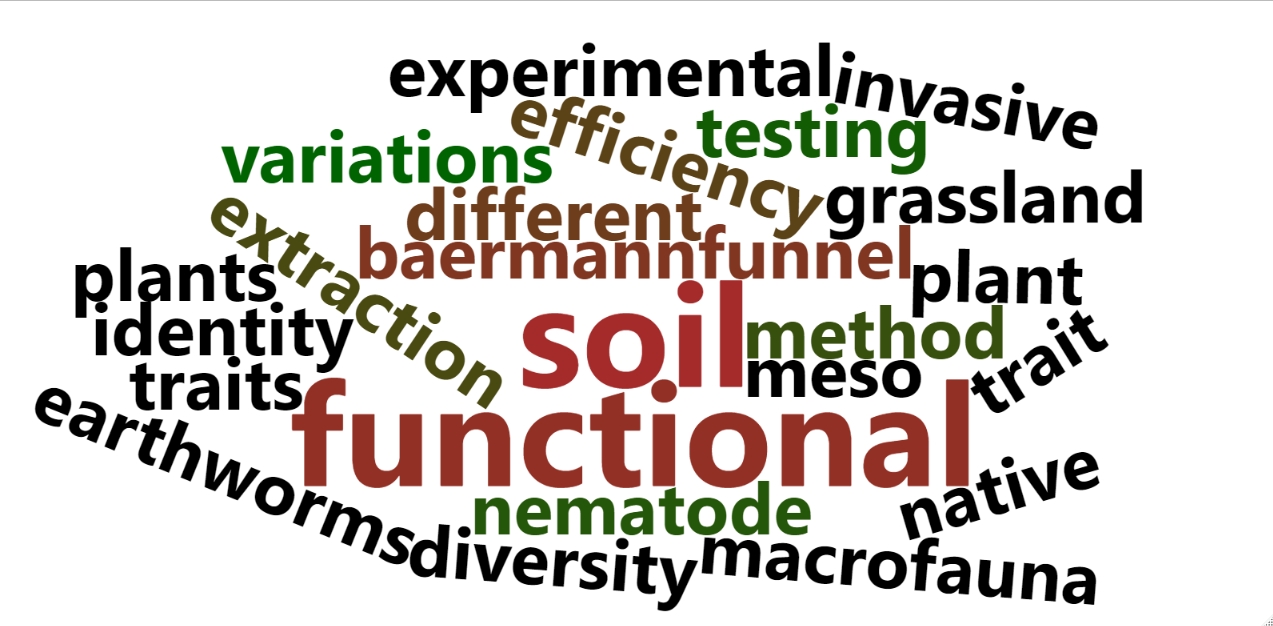 experimental
invasive
efficiency
testing
variations
grassland
different
extraction
baermannfunnel
plants
plant
soil
method
identity
trait
meso
traits
functional
earthworms
native
nematode
diversity
macrofauna